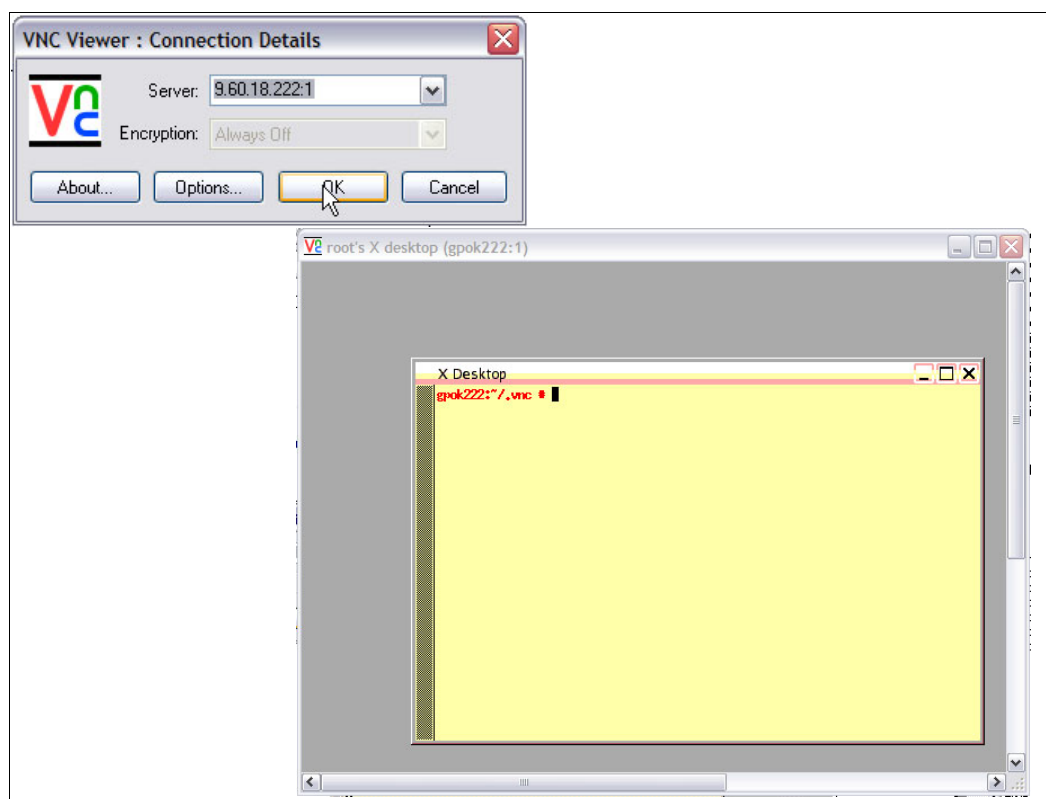 VNC Viewer : Connection Details
Server: 9.60.18.222:1
Encryption: Always Off
About... Options... OK Cancel
root's X desktop (gpok222:1)
X Desktop
gpok222:~/.vnc #